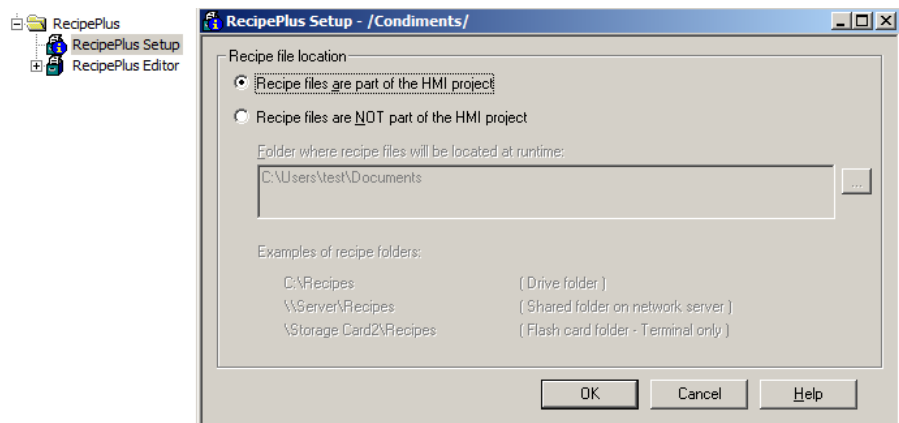 RecipePlus
RecipePlus Setup
RecipePlus Editor
RecipePlus Setup - /Condiments/
Recipe file location
Recipe files are part of the HMI project
Recipe files are NOT part of the HMI project
Folder where recipe files will be located at runtime:
C:\Users\test\Documents
...
Examples of recipe folders:
C:\Recipes ( Drive folder )
\\Server\Recipes ( Shared folder on network server )
\Storage Card2\Recipes ( Flash card folder - Terminal only )
OK Cancel Help